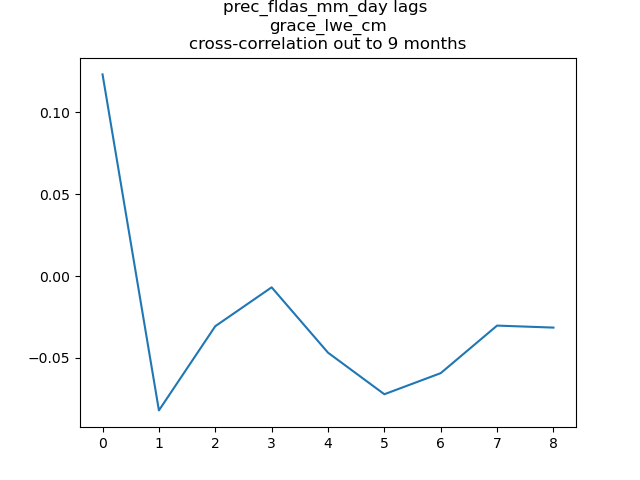 prec_fldas_mm_day lags
grace_lwe_cm
cross-correlation out to 9 months
0.10
0.05
0.00
−0.05
0 1 2 3 4 5 6 7 8